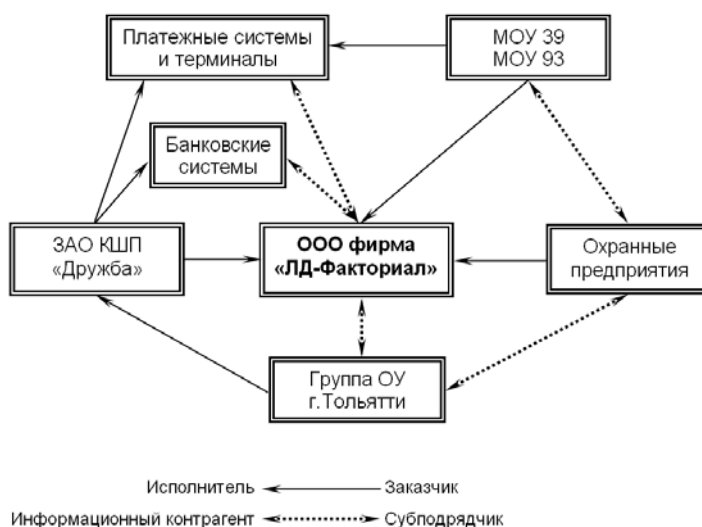 Платежные системы
и терминалы
МОУ 39
МОУ 93
Банковские
системы
ЗАО КШП
«Дружба»
ООО фирма
«ЛД-Факториал»
Охранные
предприятия
Группа ОУ
г.Тольятти
Исполнитель Заказчик
Информационный контрагент Субподрядчик